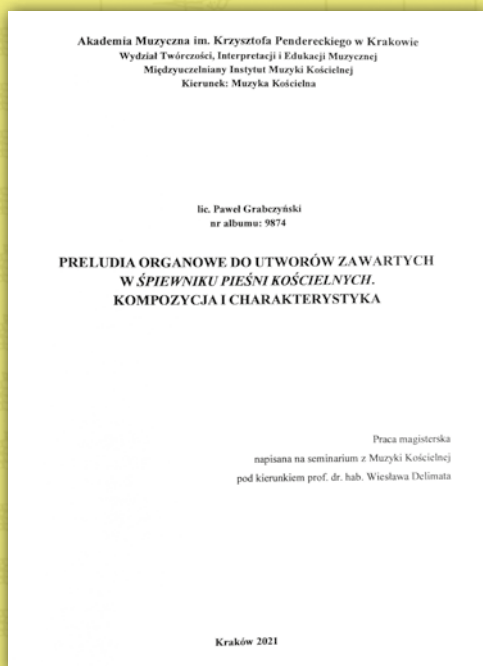 Akademia Muzyczna im. Krzysztofa Pendereckiego w Krakowie
Wydział Twórczości, Interpretacji i Edukacji Muzycznej
Międzyuczelniany Instytut Muzyki Kościelnej
Kierunek: Muzyka Kościelna
lic. Paweł Grabczyński
nr albumu: 9874
PRELUDIA ORGANOWE DO UTWORÓW ZAWARTYCH
W ŚPIEWNIKU PIEŚNI KOŚCIELNYCH.
KOMPOZYCJA I CHARAKTERYSTYKA
Praca magisterska
napisana na seminarium z Muzyki Kościelnej
pod kierunkiem prof. dr. hab. Wiesława Delimata
Kraków 2021